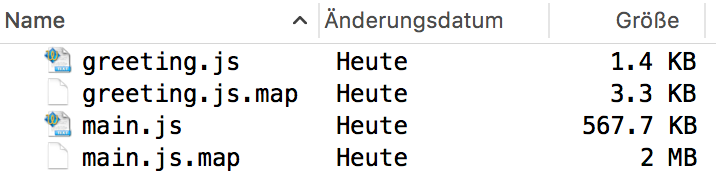 Name Änderungsdatum Größe
greeting.js Heute 1.4 KB
greeting.js.map Heute 3.3 KB
main.js Heute 567.7 KB
main.js.map Heute 2 MB